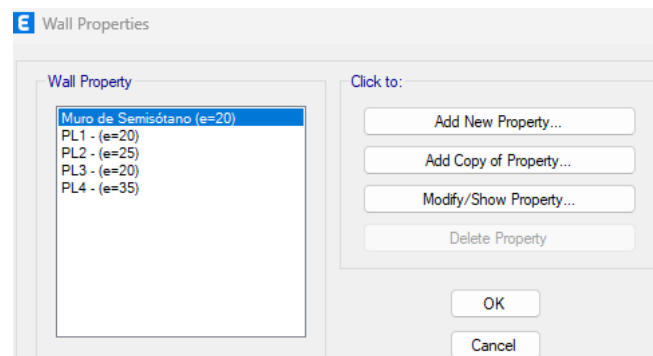 E Wall Properties
Wall Property
Muro de Semisótano (e=20)
PL1 - (e=20)
PL2 - (e=25)
PL3 - (e=20)
PL4 - (e=35)
Click to:
Add New Property...
Add Copy of Property...
Modify/Show Property...
Delete Property
OK
Cancel